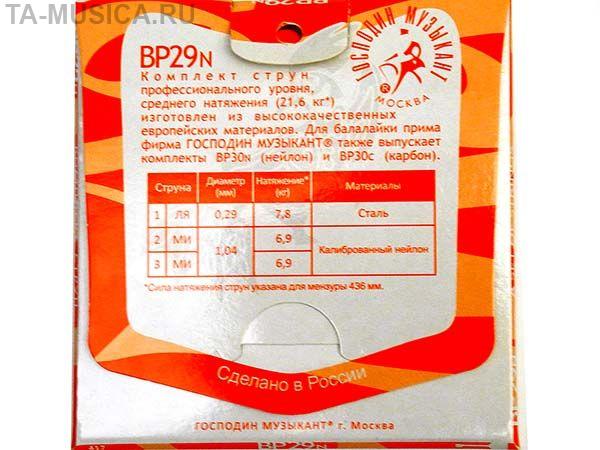 TA-MUSICA.RU
BP29N
ГОСПОДИН МУЗЫКАНТ
®
МОСКВА
BP29N
Комплект струн
профессионального уровня,
среднего натяжения (21,6 кг*)
изготовлен из высококачественных
европейских материалов. Для балалайки прима
фирма ГОСПОДИН МУЗЫКАНТ® также выпускает
комплекты BP30N (нейлон) и BP30C (карбон).
Струна Диаметр (мм) Натяжение* (кг) Материалы
1 ЛЯ 0,29 7,8 Сталь
2 МИ 1,04 6,9 Калиброванный нейлон
3 МИ 6,9
*Сила натяжения струн указана для мензуры 436 мм.
Сделано в России
ГОСПОДИН МУЗЫКАНТ® г. Москва
BP29N